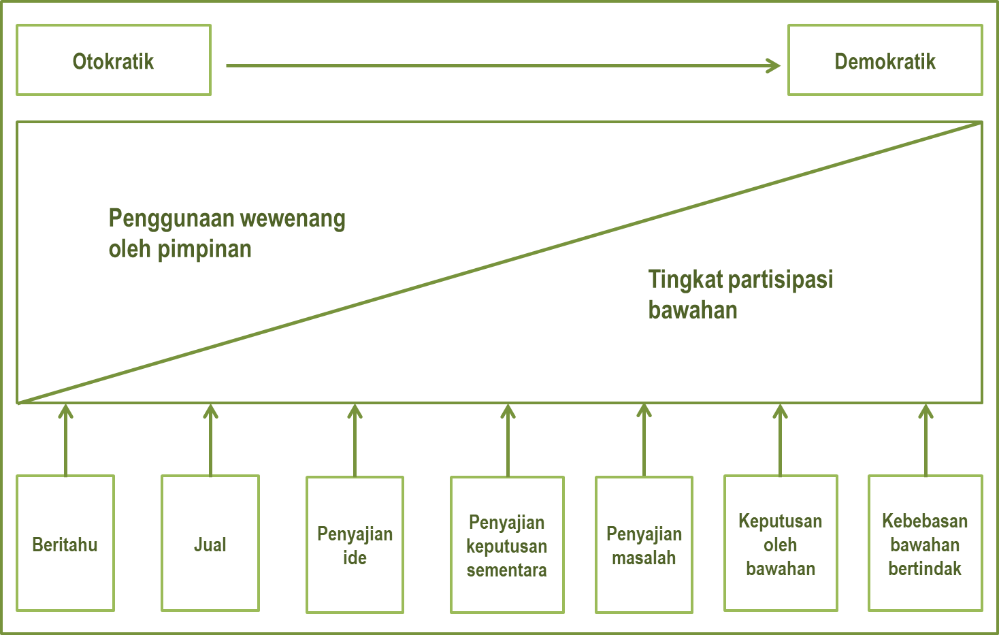 Otokratik
Demokratik
Penggunaan wewenang
oleh pimpinan
Tingkat partisipasi
bawahan
Beritahu
Jual
Penyajian
ide
Penyajian
keputusan
sementara
Penyajian
masalah
Keputusan
oleh
bawahan
Kebebasan
bawahan
bertindak